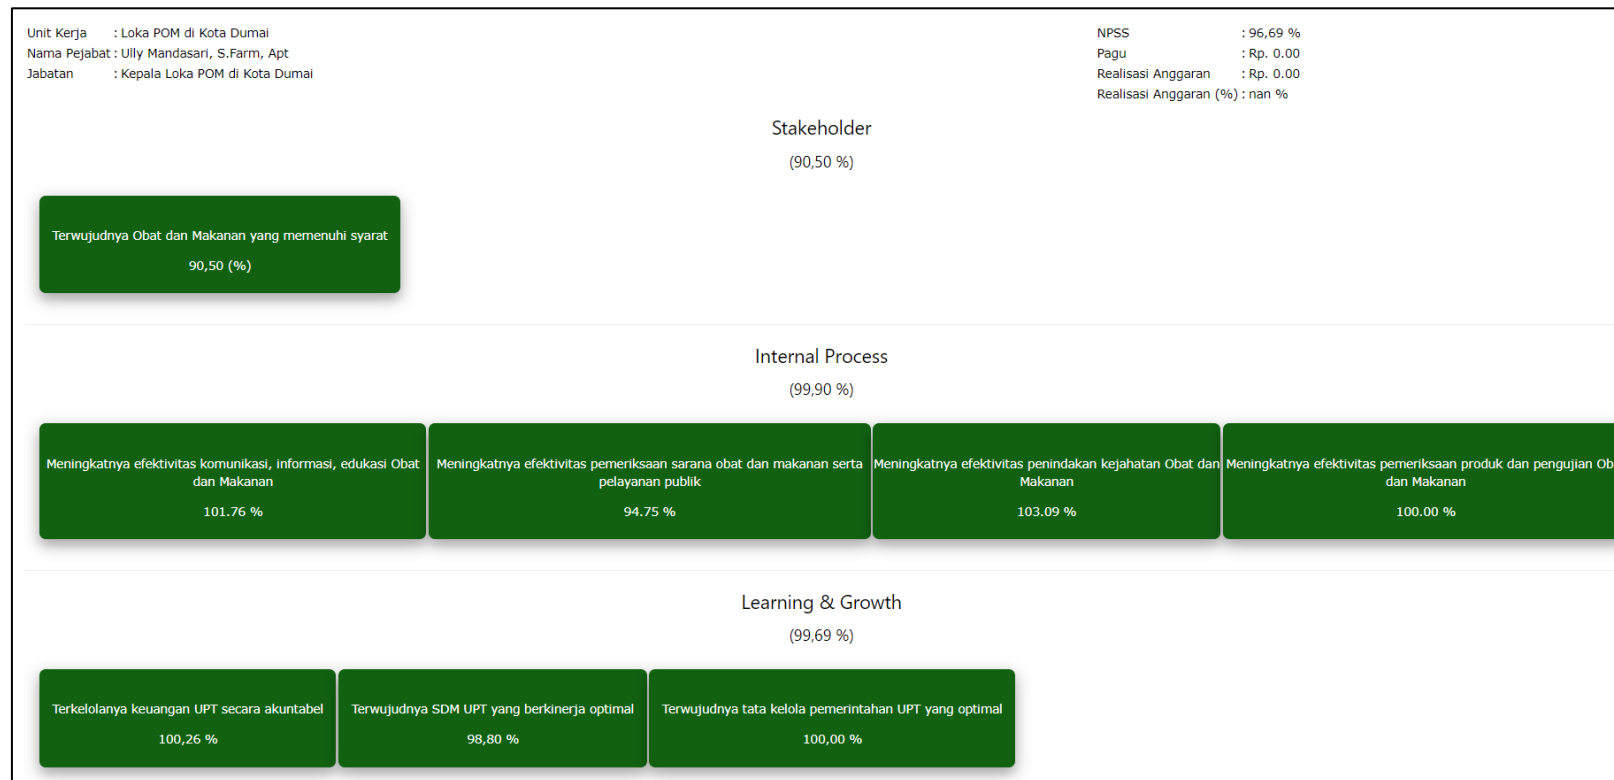 Unit Kerja : Loka POM di Kota Dumai
Nama Pejabat : Ully Mandasari, S.Farm, Apt
Jabatan : Kepala Loka POM di Kota Dumai
NPSS : 96,69 %
Pagu : Rp. 0.00
Realisasi Anggaran : Rp. 0.00
Realisasi Anggaran (%) : nan %
Stakeholder
(90,50 %)
Terwujudnya Obat dan Makanan yang memenuhi syarat
90,50 (%)
Internal Process
(99,90 %)
Meningkatnya efektivitas komunikasi, informasi, edukasi Obat
dan Makanan
101.76 %
Meningkatnya efektivitas pemeriksaan sarana obat dan makanan serta
pelayanan publik
94.75 %
Meningkatnya efektivitas penindakan kejahatan Obat dan
Makanan
103.09 %
Meningkatnya efektivitas pemeriksaan produk dan pengujian Ob
dan Makanan
100.00 %
Learning & Growth
(99,69 %)
Terkelolanya keuangan UPT secara akuntabel
100,26 %
Terwujudnya SDM UPT yang berkinerja optimal
98,80 %
Terwujudnya tata kelola pemerintahan UPT yang optimal
100,00 %